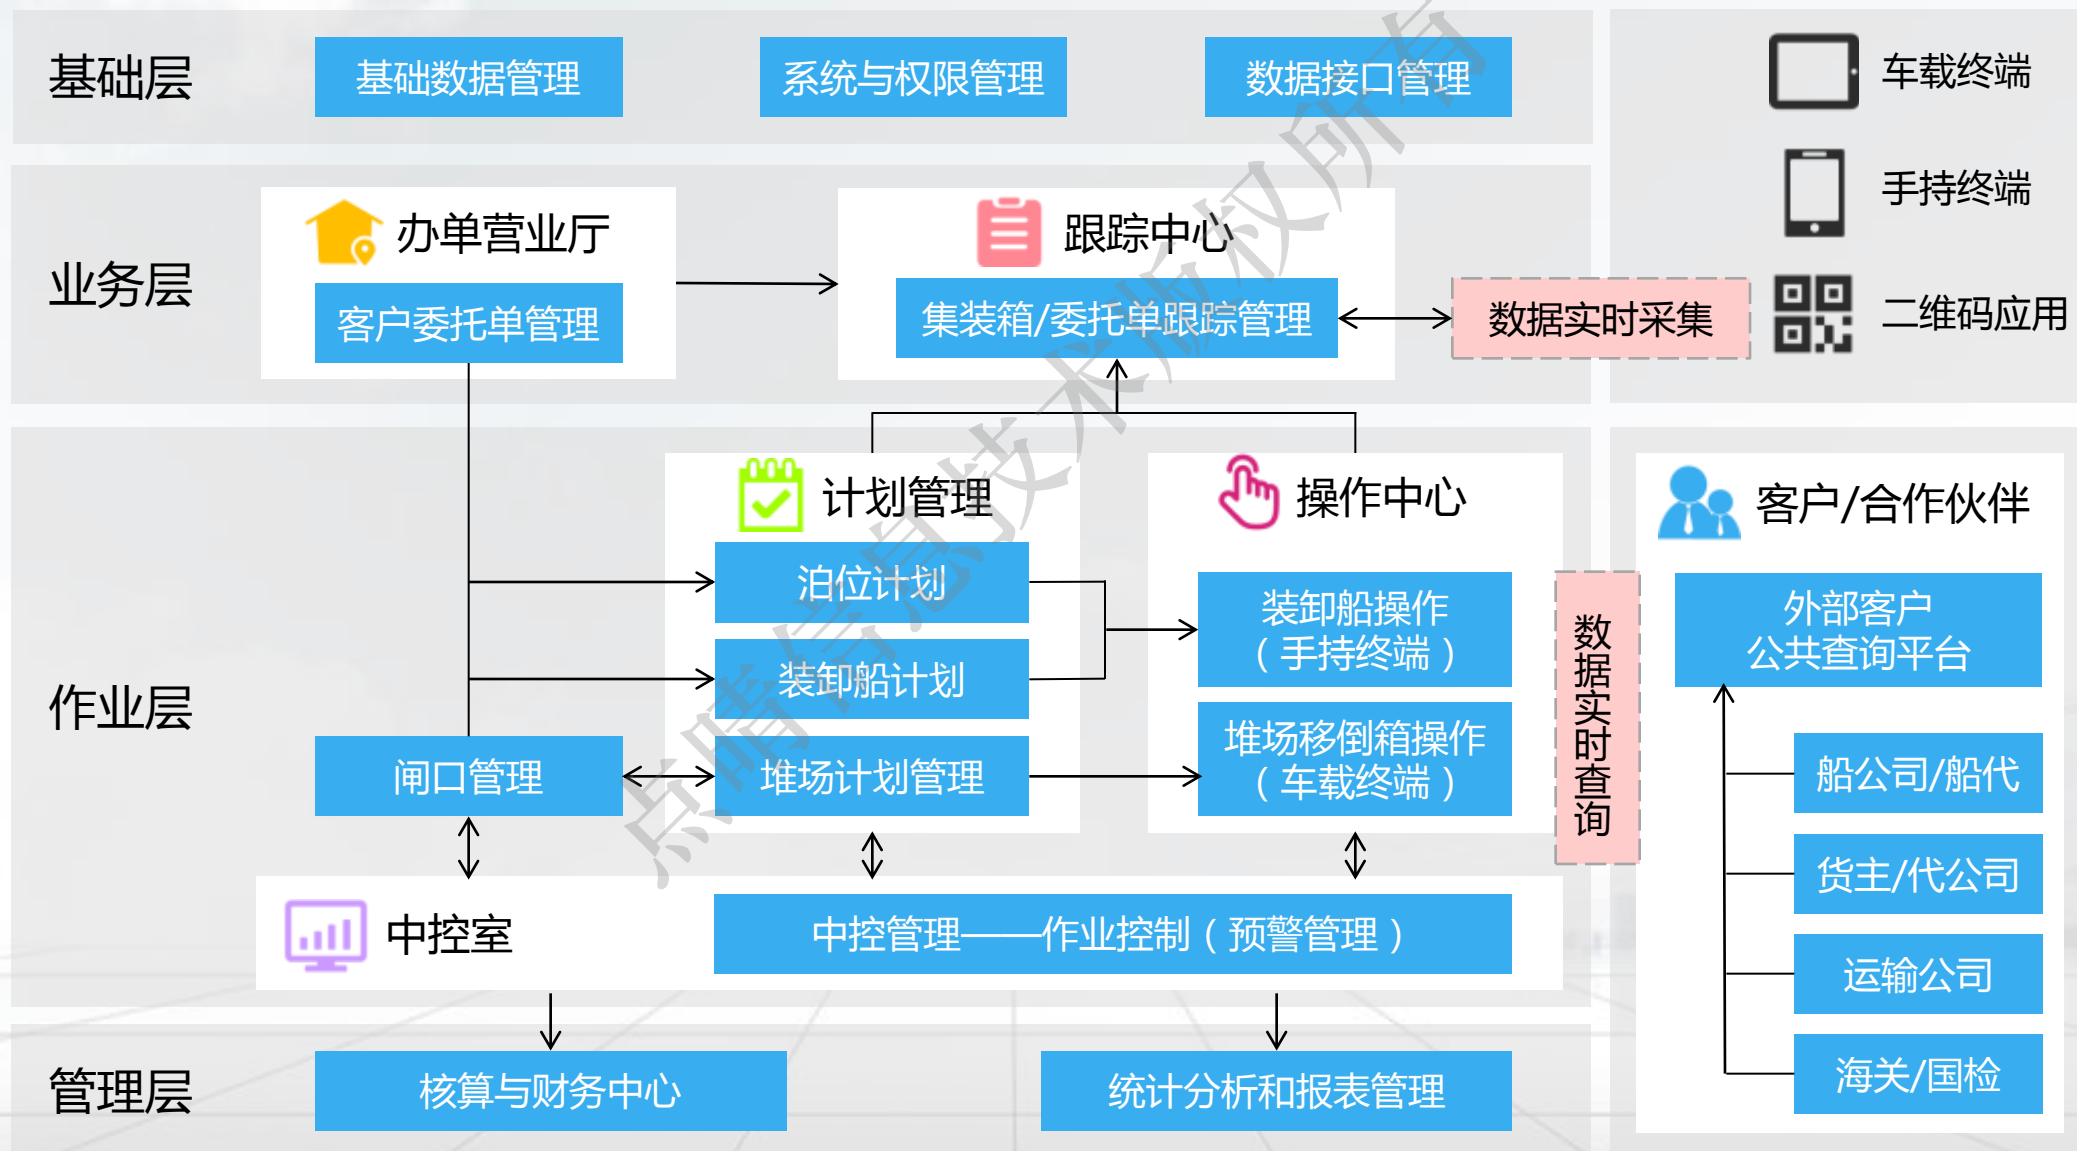 基础层
基础数据管理
系统与权限管理
数据接口管理
车载终端
手持终端
二维码应用
业务层
办单营业厅
客户委托单管理
跟踪中心
集装箱/委托单跟踪管理
数据实时采集
作业层
计划管理
泊位计划
装卸船计划
堆场计划管理
闸口管理
操作中心
装卸船操作
（手持终端）
堆场移倒箱操作
（车载终端）
数据实时查询
中控室
中控管理——作业控制（预警管理）
客户/合作伙伴
外部客户
公共查询平台
船公司/船代
货主/代公司
运输公司
海关/国检
管理层
核算与财务中心
统计分析和报表管理
点晴信息技术版权所有